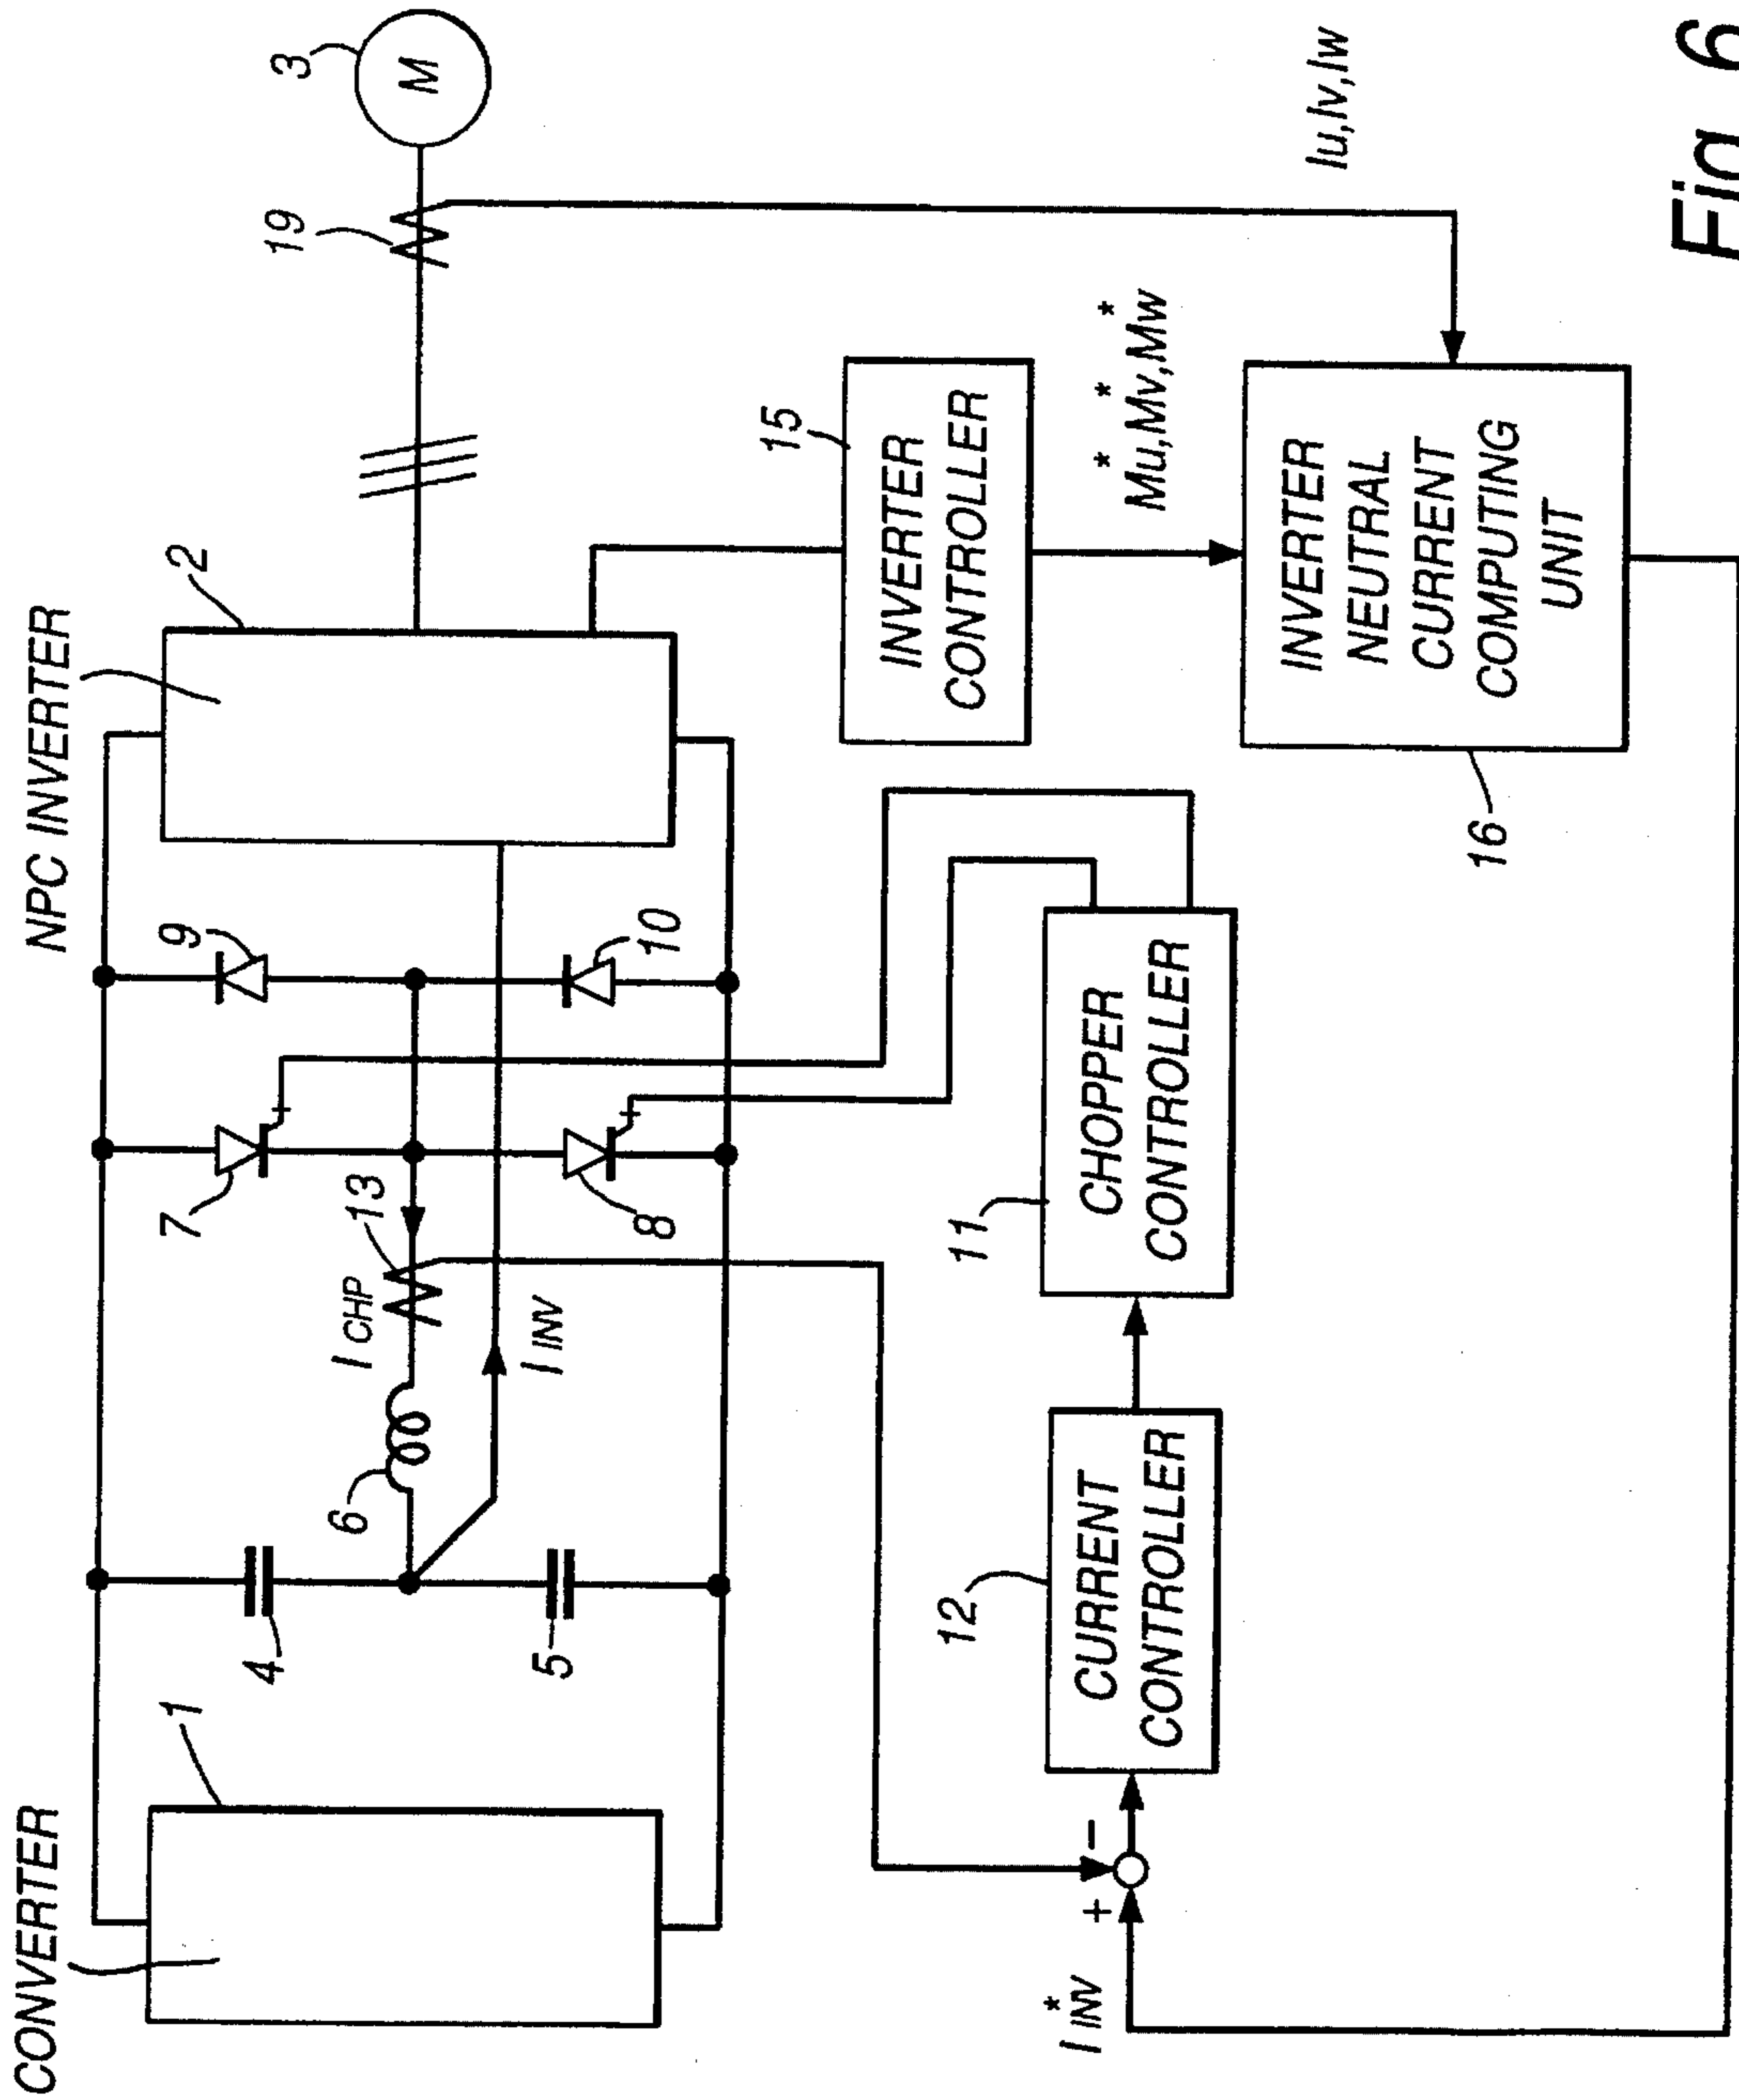 CONVERTER
1
NPC INVERTER
2
3
M
19
4
5
6
I CHP
13
I INV
7
8
9
10
15
INVERTER
CONTROLLER
* * *
Mu,Mv,Mw
Iu,Iv,Iw
INVERTER
NEUTRAL
CURRENT
COMPUTING
UNIT
16
11
CHOPPER
CONTROLLER
12
CURRENT
CONTROLLER
+
−
I*INV
Fig 6